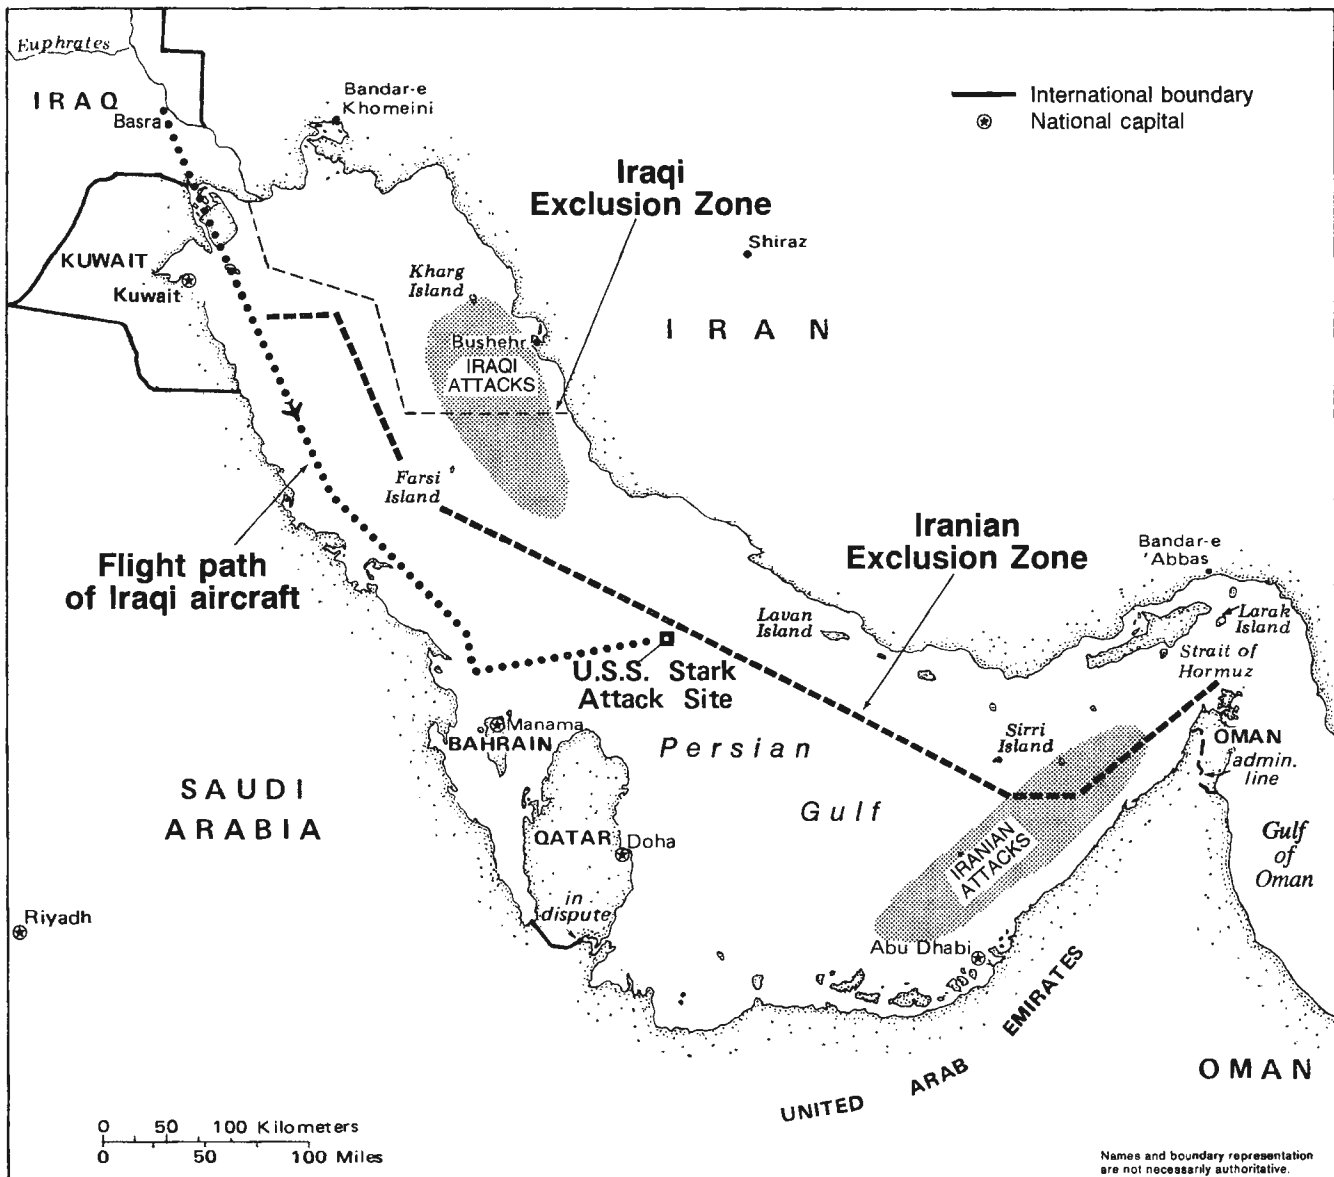 Euphrates
IRAQ
Basra
Bandar-e
Khomeini
International boundary
National capital
Iraqi
Exclusion Zone
Shiraz
KUWAIT
Kuwait
Kharg
Island
IRAN
Bushehr
IRAQI
ATTACKS
Farsi
Island
Iranian
Exclusion Zone
Bandar-e
'Abbas
Flight path
of Iraqi aircraft
Lavan
Island
Larak
Island
Strait of
Hormuz
U.S.S. Stark
Attack Site
Manama
BAHRAIN
Persian
Gulf
Sirri
Island
OMAN
admin.
line
SAUDI
ARABIA
QATAR
Doha
IRANIAN
ATTACKS
Gulf
of
Oman
in
dispute
Riyadh
Abu Dhabi
UNITED ARAB EMIRATES
OMAN
0 50 100 Kilometers
0 50 100 Miles
Names and boundary representation
are not necessarily authoritative.